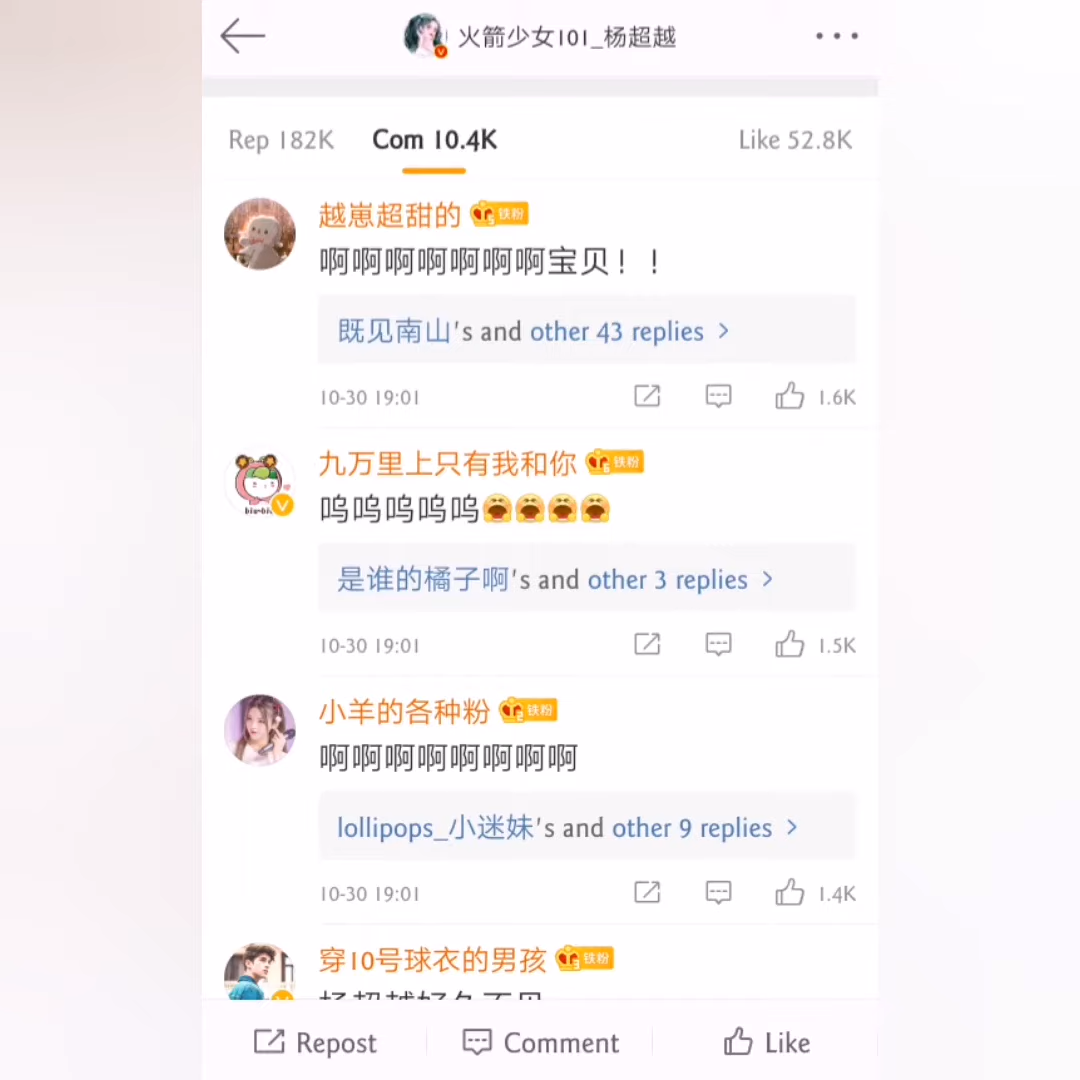 火箭少女101_杨超越
Rep 182K Com 10.4K Like 52.8K
越崽超甜的 铁粉
啊啊啊啊啊啊啊宝贝！！
既见南山's and other 43 replies >
10-30 19:01 1.6K
九万里上只有我和你 铁粉
呜呜呜呜呜
是谁的橘子啊's and other 3 replies >
10-30 19:01 1.5K
小羊的各种粉 铁粉
啊啊啊啊啊啊啊啊
lollipops_小迷妹's and other 9 replies >
10-30 19:01 1.4K
穿10号球衣的男孩 铁粉
杨超越好久不见
Repost Comment Like